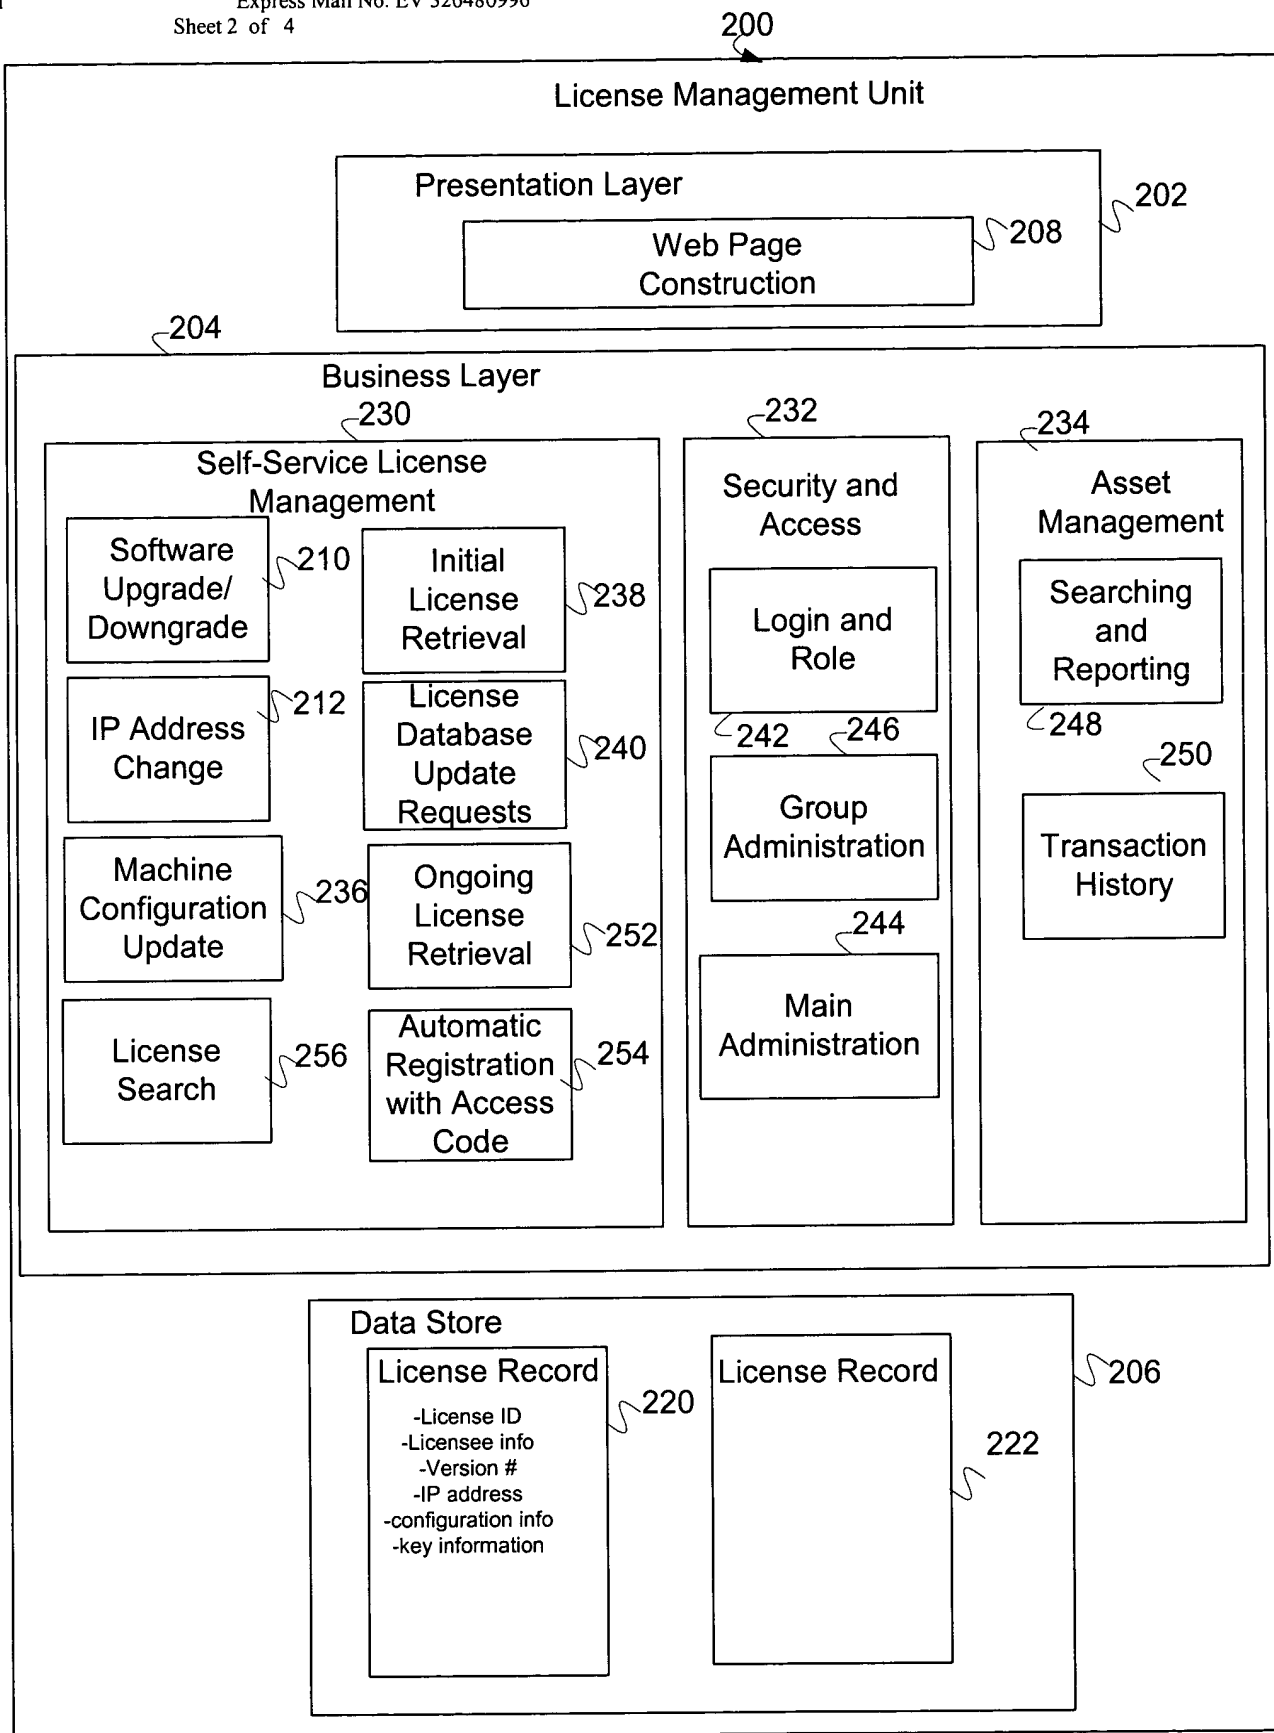 Sheet 2 of 4
200
License Management Unit
Presentation Layer
202
Web Page
Construction
208
204
Business Layer
230
Self-Service License
Management
Software
Upgrade/
Downgrade
210
Initial
License
Retrieval
238
IP Address
Change
212
License
Database
Update
Requests
240
Machine
Configuration
Update
236
Ongoing
License
Retrieval
252
License
Search
256
Automatic
Registration
with Access
Code
254
232
Security and
Access
Login and
Role
242
246
Group
Administration
244
Main
Administration
234
Asset
Management
Searching
and
Reporting
248
250
Transaction
History
Data Store
206
License Record
-License ID
-Licensee info
-Version #
-IP address
-configuration info
-key information
220
License Record
222